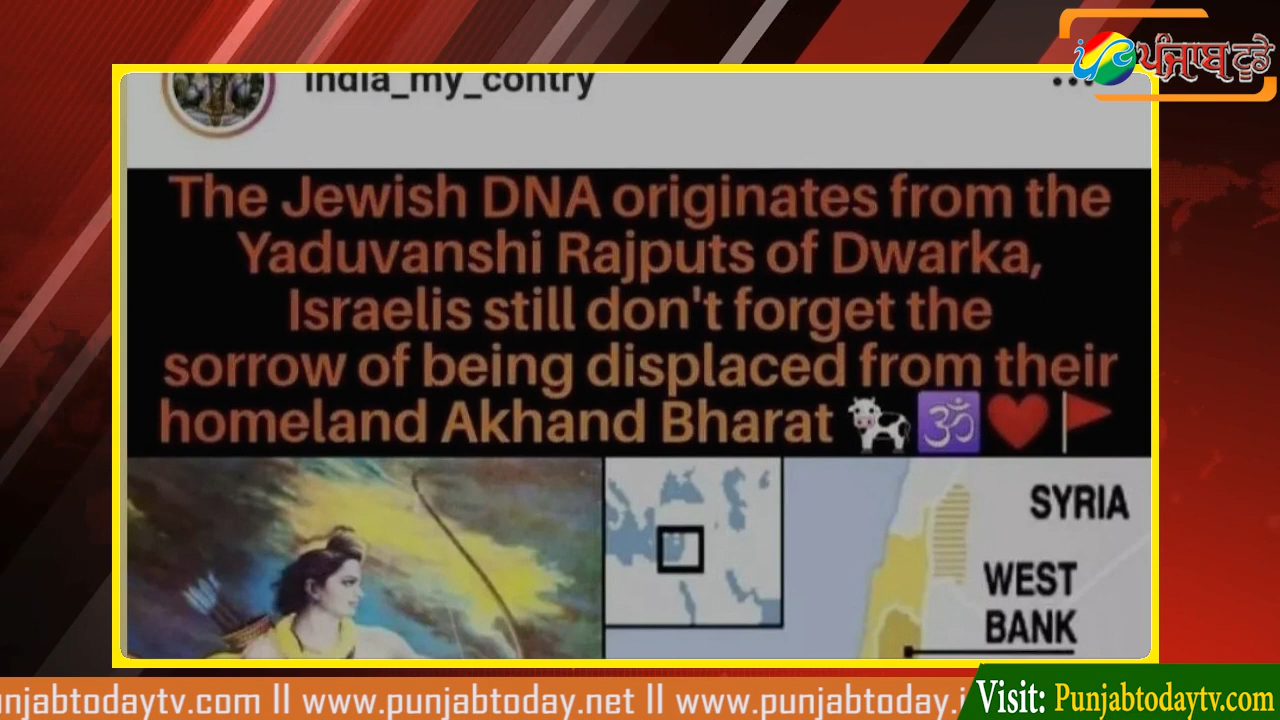 ਪੰਜਾਬ ਟੂਡੇ
india_my_contry
The Jewish DNA originates from the
Yaduvanshi Rajputs of Dwarka,
Israelis still don't forget the
sorrow of being displaced from their
homeland Akhand Bharat 🐄🕉️❤️🚩
SYRIA
WEST
BANK
njabtodaytv.com II www.punjabtoday.net II www.punjabtoday.i
Visit: Punjabtodaytv.com